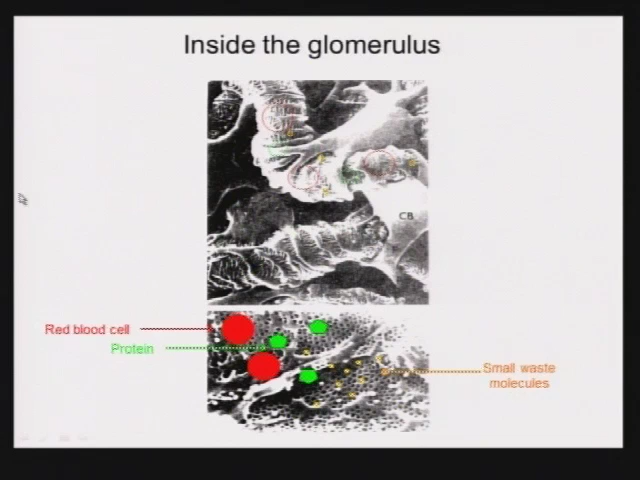 Inside the glomerulus
CB
Red blood cell
Protein
Small waste
molecules